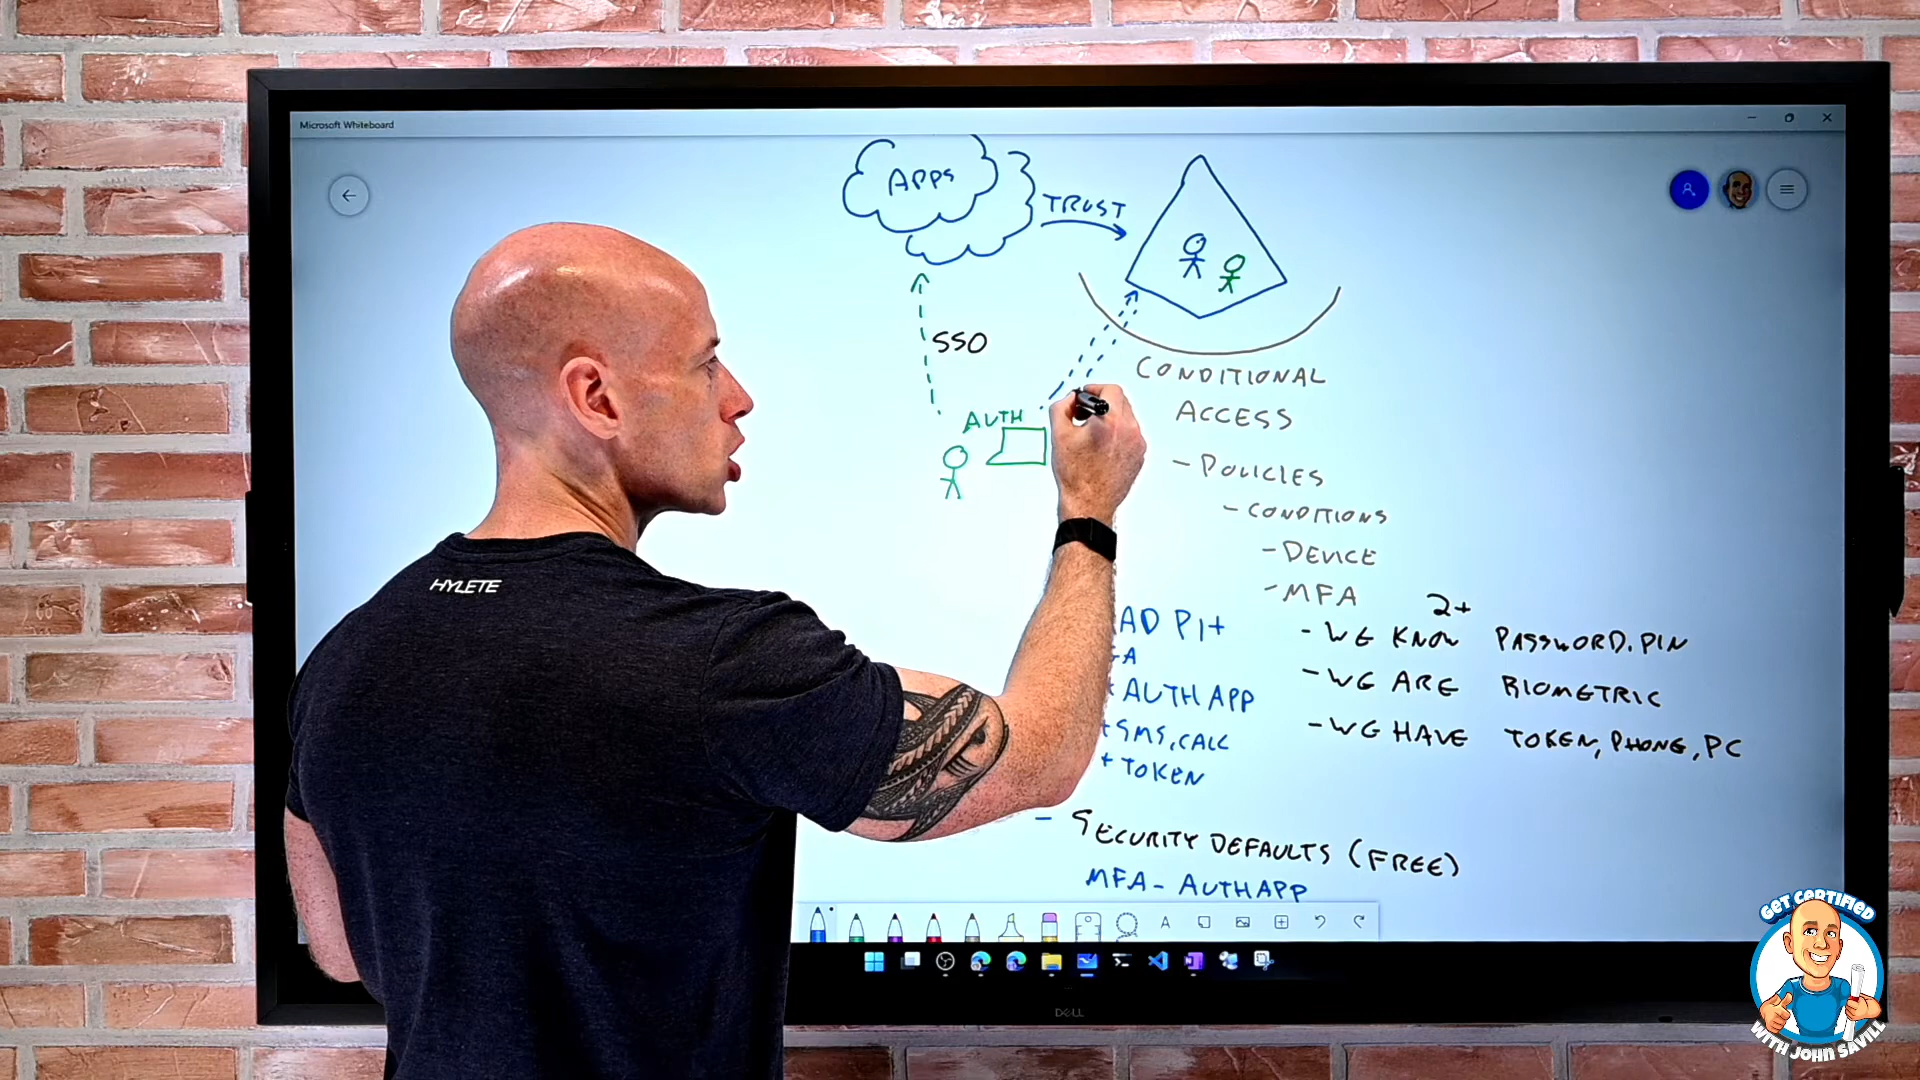 Microsoft Whiteboard
APPS
TRUST
SSO
AUTH
CONDITIONAL
ACCESS
- POLICIES
- CONDITIONS
- DEVICE
- MFA
2+
- WE KNOW PASSWORD, PIN
- WE ARE BIOMETRIC
- WE HAVE TOKEN, PHONE, PC
AD P1+
+ AUTH APP
+ SMS, CALL
+ TOKEN
- SECURITY DEFAULTS (FREE)
MFA - AUTH APP
HYLETE
DELL
GET CERTIFIED
WITH JOHN SAVILL